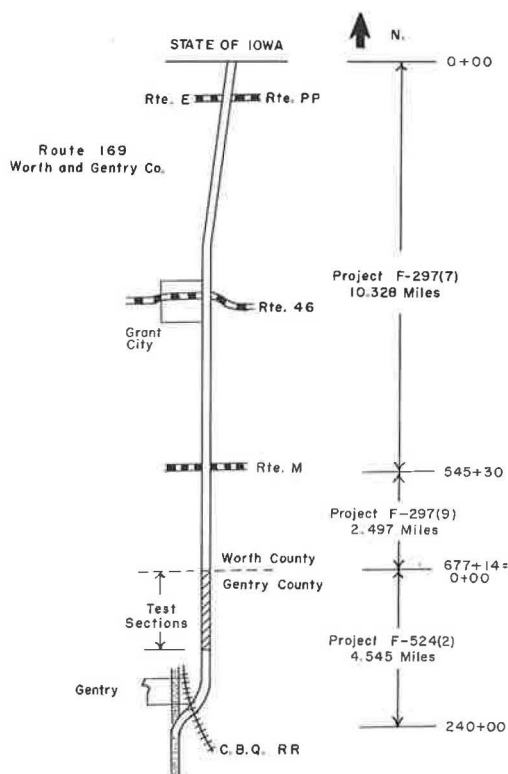 STATE OF IOWA
N.
0+00
Rte. E
Rte. PP
Route 169
Worth and Gentry Co.
Project F-297(7)
10.328 Miles
Rte. 46
Grant
City
Rte. M
545+30
Project F-297(9)
2.497 Miles
Worth County
677+14=
0+00
Gentry County
Test
Sections
Project F-524(2)
4.545 Miles
Gentry
240+00
C.B.Q. RR